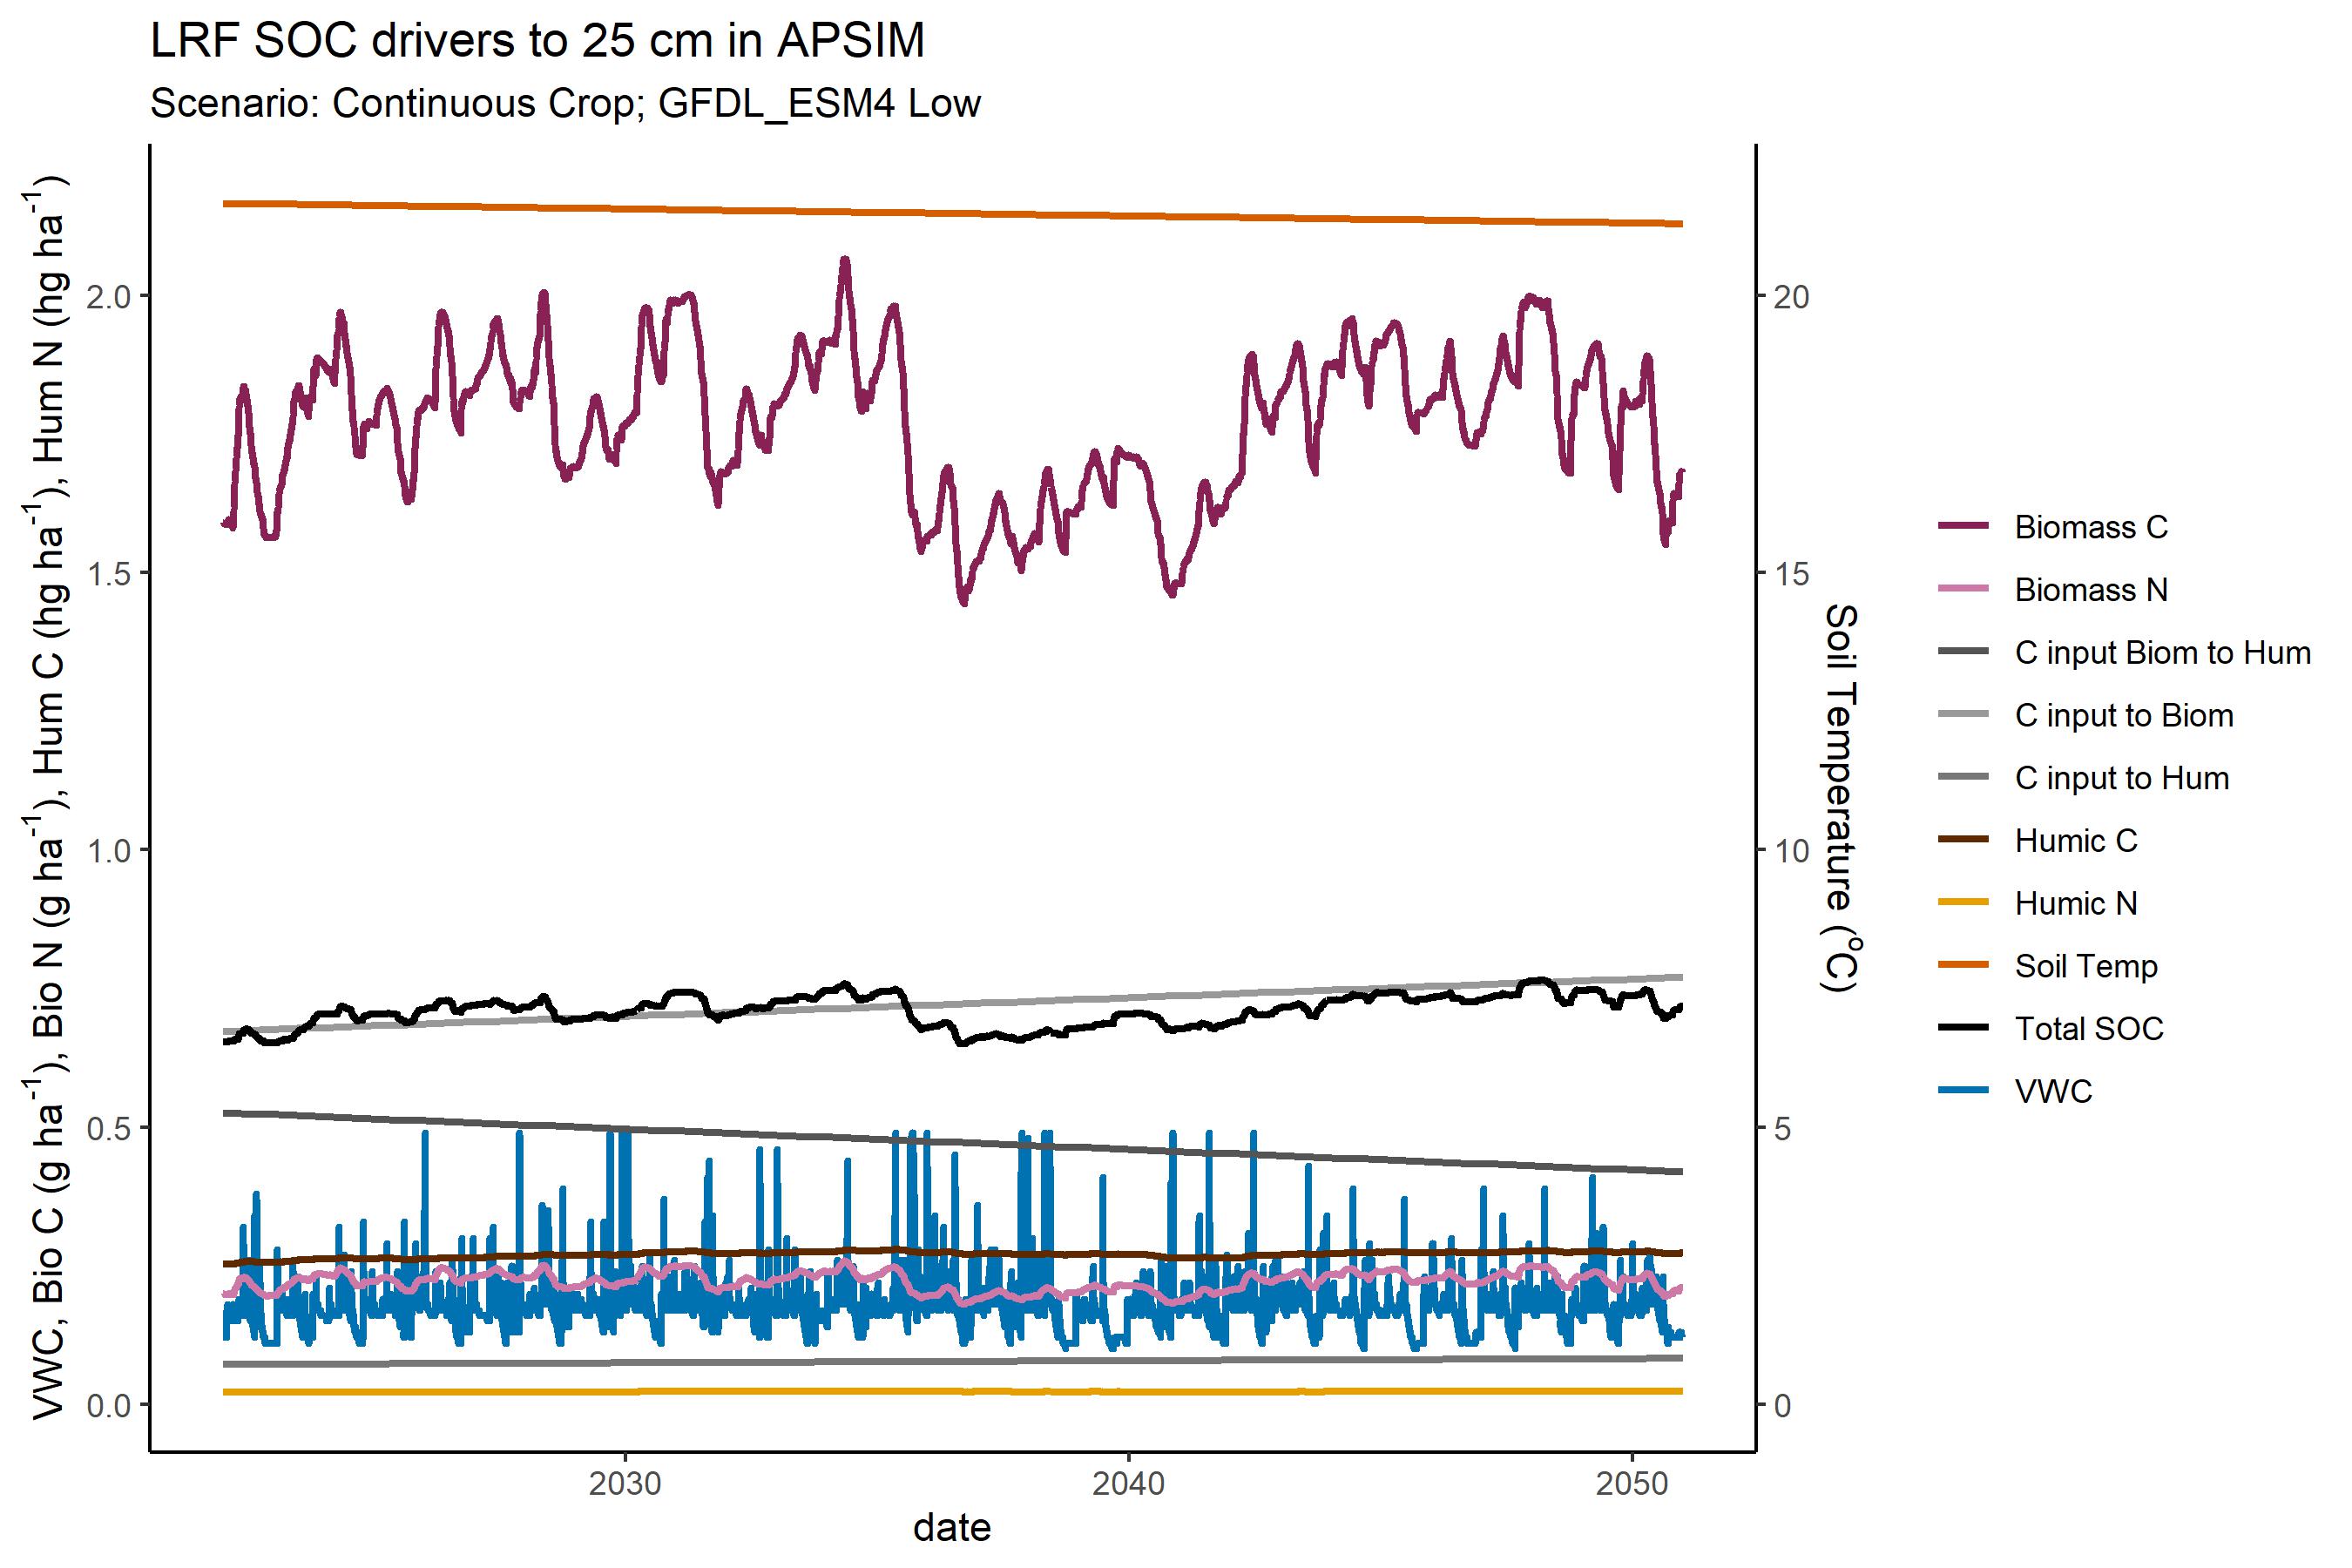 LRF SOC drivers to 25 cm in APSIM
Scenario: Continuous Crop; GFDL_ESM4 Low
VWC, Bio C (g ha-1), Bio N (g ha-1), Hum C (hg ha-1), Hum N (hg ha-1)
2.0
1.5
1.0
0.5
0.0
20
15
10
5
0
Soil Temperature (oC)
2030
2040
2050
date
Biomass C
Biomass N
C input Biom to Hum
C input to Biom
C input to Hum
Humic C
Humic N
Soil Temp
Total SOC
VWC